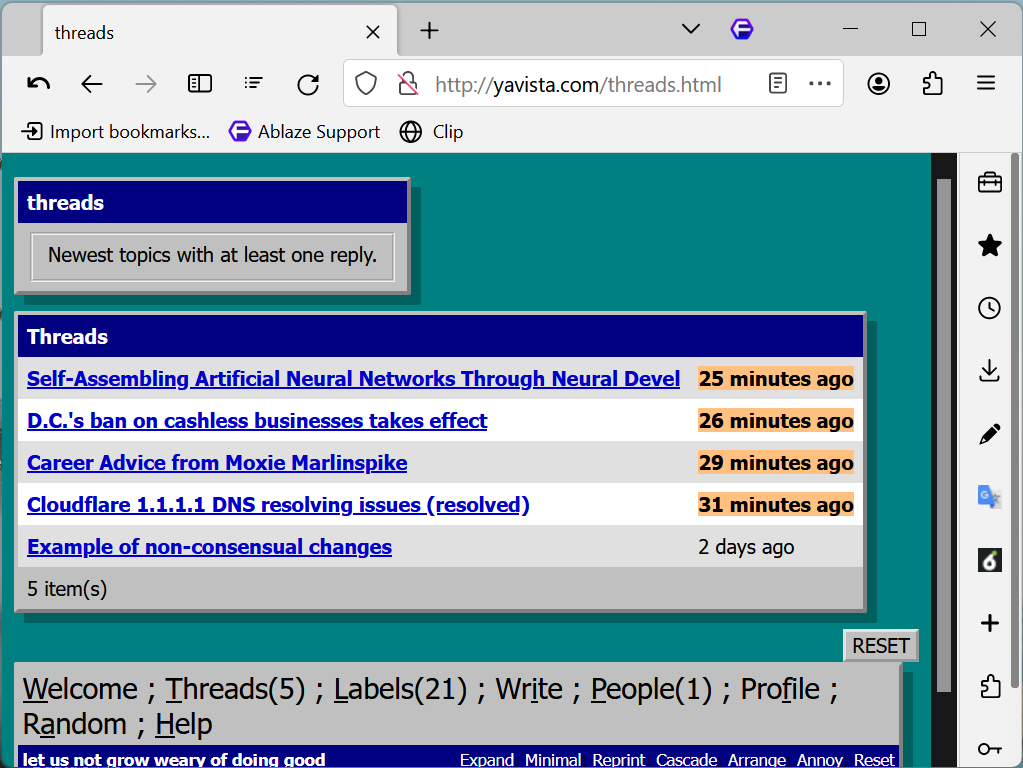 threads
http://yavista.com/threads.html
Import bookmarks... Ablaze Support Clip
threads
Newest topics with at least one reply.
Threads
Self-Assembling Artificial Neural Networks Through Neural Devel 25 minutes ago
D.C.'s ban on cashless businesses takes effect 26 minutes ago
Career Advice from Moxie Marlinspike 29 minutes ago
Cloudflare 1.1.1.1 DNS resolving issues (resolved) 31 minutes ago
Example of non-consensual changes 2 days ago
5 item(s)
RESET
Welcome ; Threads(5) ; Labels(21) ; Write ; People(1) ; Profile ;
Random ; Help
let us not grow weary of doing good Expand Minimal Reprint Cascade Arrange Annoy Reset